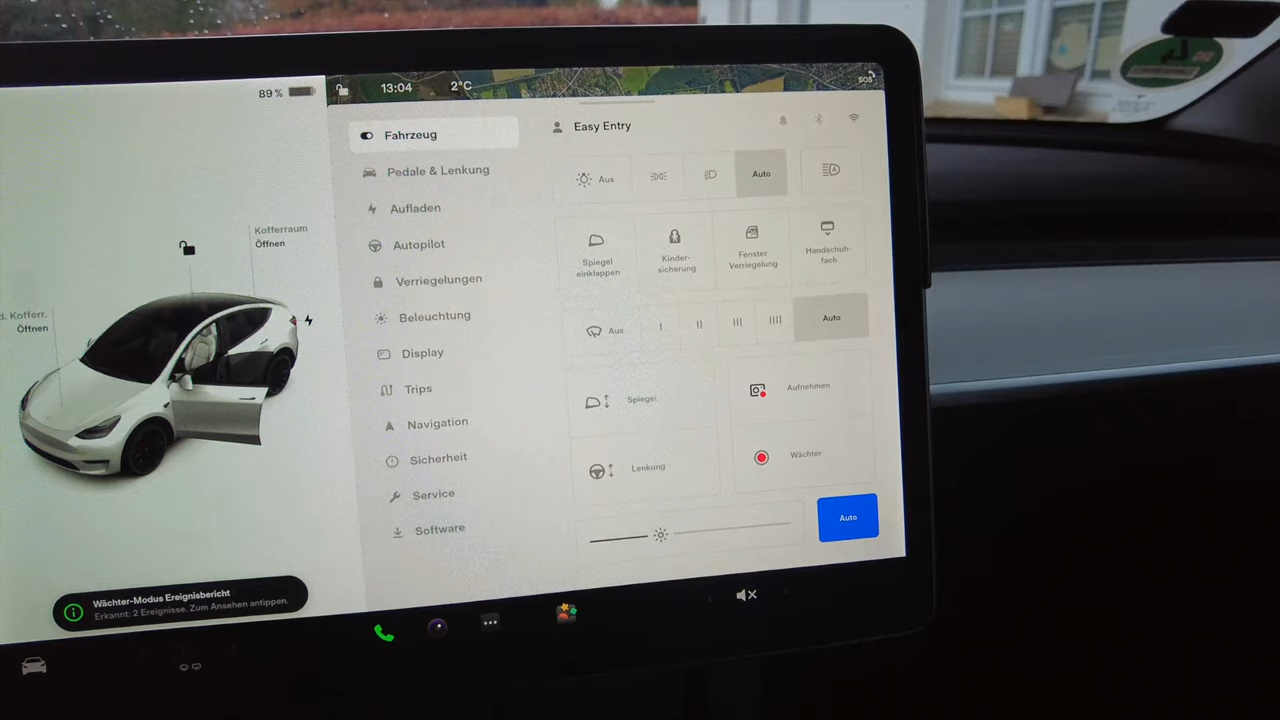 89 %
13:04
2°C
SOS
Kofferraum
Öffnen
d. Kofferr.
Öffnen
Wächter-Modus Ereignisbericht
Erkannt: 2 Ereignisse. Zum Ansehen antippen.
Fahrzeug
Pedale & Lenkung
Aufladen
Autopilot
Verriegelungen
Beleuchtung
Display
Trips
Navigation
Sicherheit
Service
Software
Easy Entry
Aus
Auto
Spiegel
einklappen
Kinder-
sicherung
Fenster
Verriegelung
Handschuh-
fach
Aus
I
II
III
IIII
Auto
Spiegel
Aufnehmen
Lenkung
Wächter
Auto